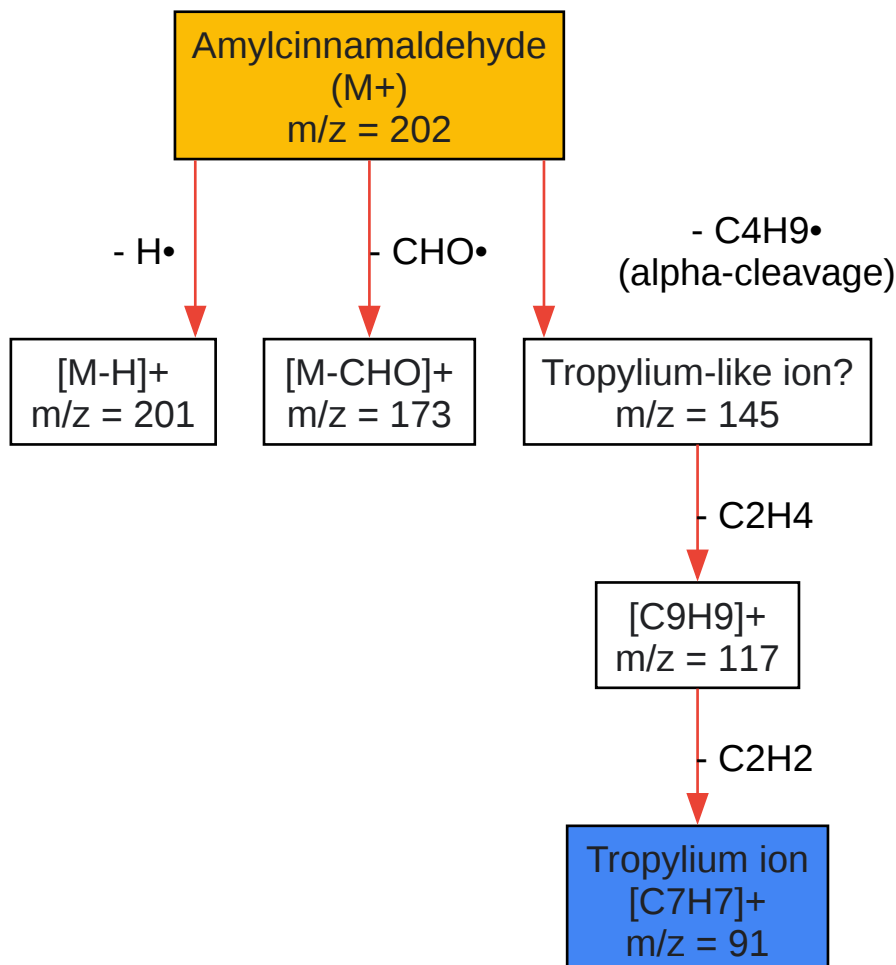 Amylcinnamaldehyde
(M+)
m/z = 202
- H•
- CHO•
- C4H9•
(alpha-cleavage)
[M-H]+
m/z = 201
[M-CHO]+
m/z = 173
Tropylium-like ion?
m/z = 145
- C2H4
[C9H9]+
m/z = 117
- C2H2
Tropylium ion
[C7H7]+
m/z = 91